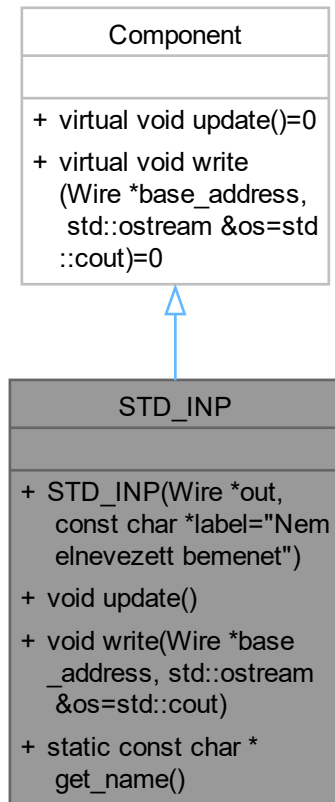 Component
+ virtual void update()=0
+ virtual void write
(Wire *base_address,
std::ostream &os=std
::cout)=0
STD_INP
+ STD_INP(Wire *out,
const char *label="Nem
elnevezett bemenet")
+ void update()
+ void write(Wire *base
_address, std::ostream
&os=std::cout)
+ static const char *
get_name()